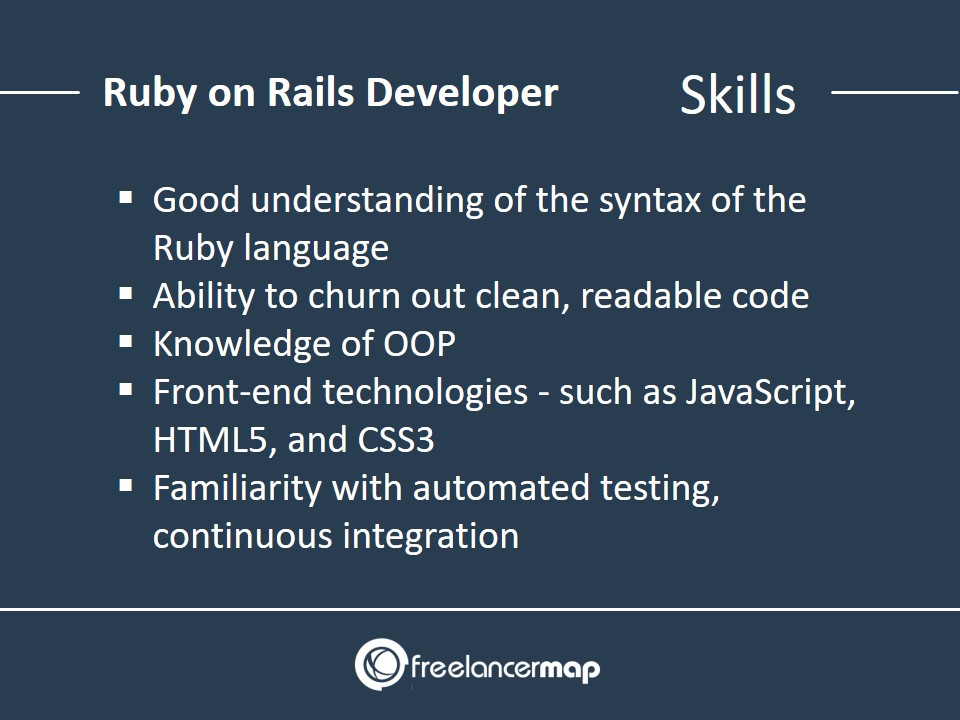 Ruby on Rails Developer Skills
▪ Good understanding of the syntax of the
Ruby language
▪ Ability to churn out clean, readable code
▪ Knowledge of OOP
▪ Front-end technologies - such as JavaScript,
HTML5, and CSS3
▪ Familiarity with automated testing,
continuous integration
freelancermap